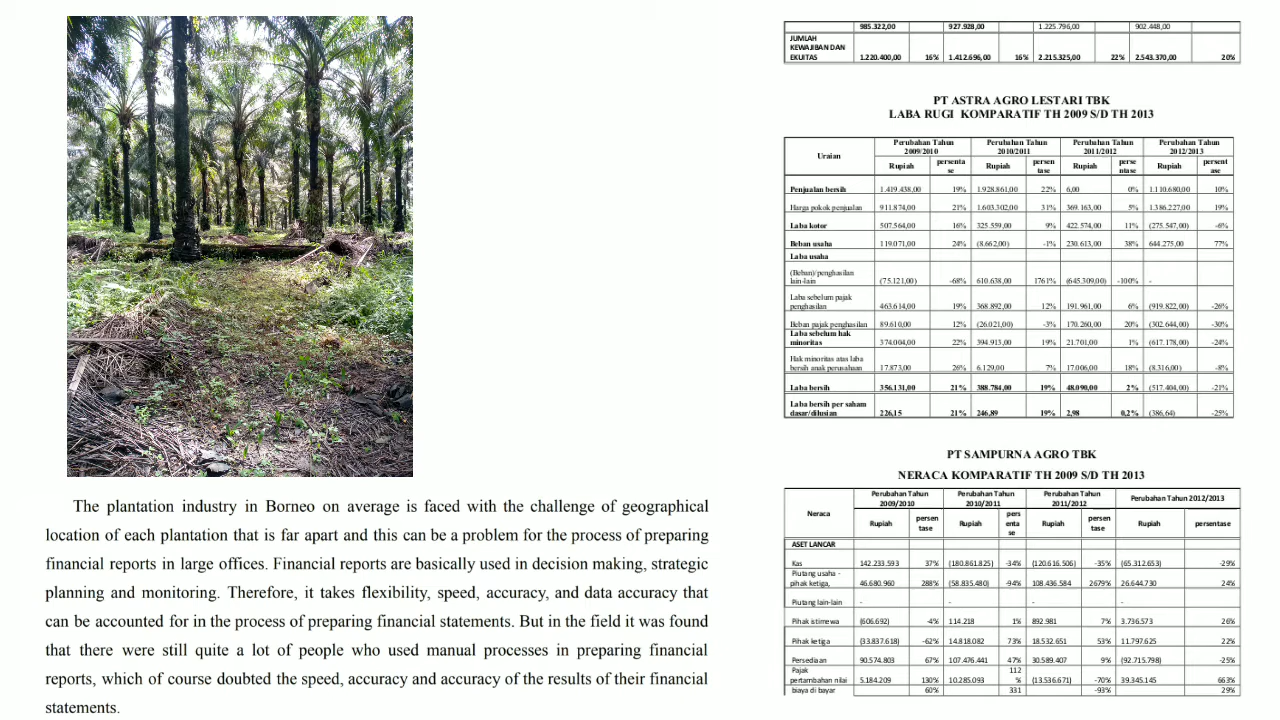 The plantation industry in Borneo on average is faced with the challenge of geographical
location of each plantation that is far apart and this can be a problem for the process of preparing
financial reports in large offices. Financial reports are basically used in decision making, strategic
planning and monitoring. Therefore, it takes flexibility, speed, accuracy, and data accuracy that
can be accounted for in the process of preparing financial statements. But in the field it was found
that there were still quite a lot of people who used manual processes in preparing financial
reports, which of course doubted the speed, accuracy and accuracy of the results of their financial
statements.
985.322,00 927.928,00 1.225.796,00 902.448,00
JUMLAH
KEWAJIBAN DAN
EKUITAS 1.220.400,00 16% 1.412.696,00 16% 2.215.325,00 22% 2.543.370,00 20%
PT ASTRA AGRO LESTARI TBK
LABA RUGI KOMPARATIF TH 2009 S/D TH 2013
Uraian
Perubahan Tahun 2009/2010 Perubahan Tahun 2010/2011 Perubahan Tahun 2011/2012 Perubahan Tahun 2012/2013
Rupiah persenta se Rupiah persen tase Rupiah perse ntase Rupiah persent ase
Penjualan bersih 1.419.438,00 19% 1.928.861,00 22% 6,00 0% 1.110.680,00 10%
Harga pokok penjualan 911.874,00 21% 1.603.302,00 31% 369.163,00 5% 1.386.227,00 19%
Laba kotor 507.564,00 16% 325.559,00 9% 422.574,00 11% (275.547,00) -6%
Beban usaha 119.071,00 24% (8.662,00) -1% 230.613,00 38% 644.275,00 77%
Laba usaha
(Beban)/penghasilan
lain-lain (75.121,00) -68% 610.638,00 1761% (645.309,00) -100% -
Laba sebelum pajak
penghasilan 463.614,00 19% 368.892,00 12% 191.961,00 6% (919.822,00) -26%
Beban pajak penghasilan 89.610,00 12% (26.021,00) -3% 170.260,00 20% (302.644,00) -30%
Laba sebelum hak
minoritas 374.004,00 22% 394.913,00 19% 21.701,00 1% (617.178,00) -24%
Hak minoritas atas laba
bersih anak perusahaan 17.873,00 26% 6.129,00 7% 17.006,00 18% (8.316,00) -8%
Laba bersih 356.131,00 21% 388.784,00 19% 48.090,00 2% (517.404,00) -21%
Laba bersih per saham
dasar/dilusian 226,15 21% 246,89 19% 2,98 0,2% (386,64) -25%
PT SAMPURNA AGRO TBK
NERACA KOMPARATIF TH 2009 S/D TH 2013
Neraca
Perubahan Tahun 2009/2010 Perubahan Tahun 2010/2011 Perubahan Tahun 2011/2012 Perubahan Tahun 2012/2013
Rupiah persen tase Rupiah pers enta se Rupiah persen tase Rupiah persentase
ASET LANCAR
Kas 142.233.593 37% (180.861.825) -34% (120.616.506) -35% (65.312.653) -29%
Piutang usaha -
pihak ketiga, 46.680.960 288% (58.835.480) -94% 108.436.584 2679% 26.644.730 24%
Piutang lain-lain - - - -
Pihak istimewa (606.692) -4% 114.218 1% 892.981 7% 3.736.573 26%
Pihak ketiga (33.837.618) -62% 14.818.082 73% 18.532.651 53% 11.797.625 22%
Persediaan 90.574.803 67% 107.476.441 47% 30.589.407 9% (92.715.798) -25%
Pajak
pertambahan nilai 5.184.209 130% 10.285.093 112 % (13.536.671) -70% 39.345.145 663%
biaya di bayar 60% 331 -93% 29%